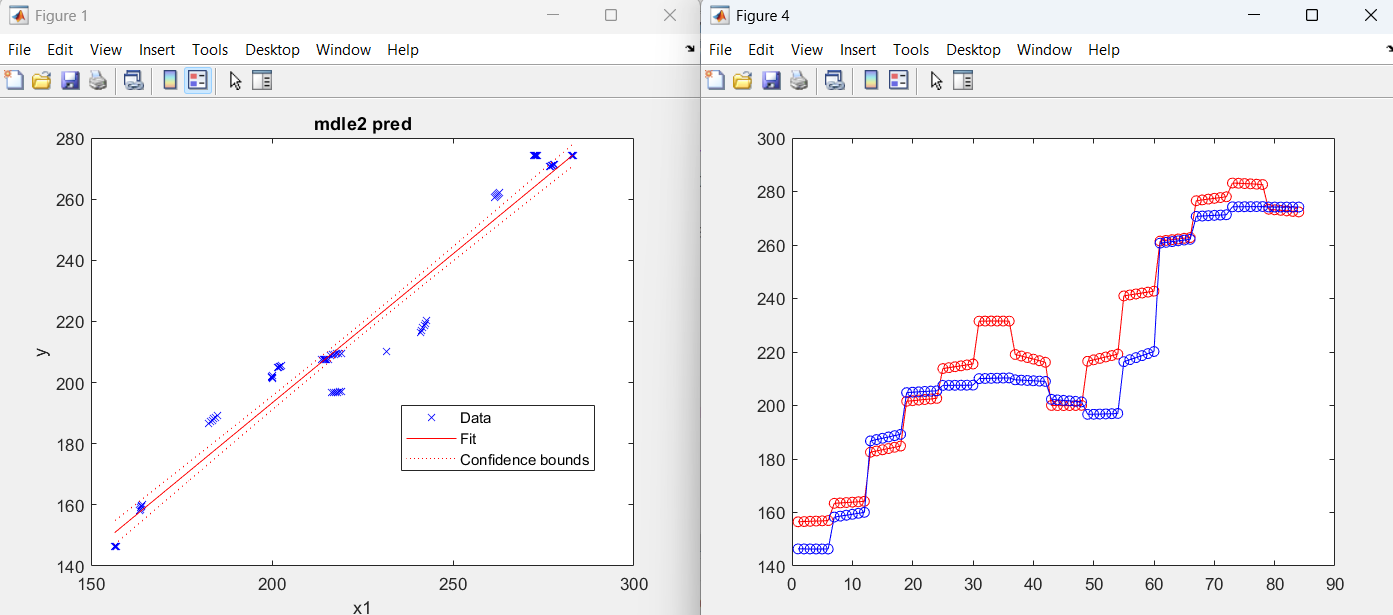 Figure 1
File Edit View Insert Tools Desktop Window Help
mdle2 pred
280
260
240
220
200
180
160
140
y
150 200 250 300
x1
Data
Fit
Confidence bounds
Figure 4
File Edit View Insert Tools Desktop Window Help
300
280
260
240
220
200
180
160
140
0 10 20 30 40 50 60 70 80 90